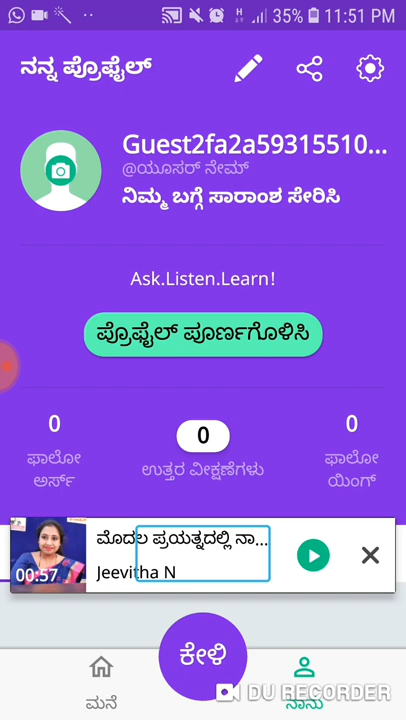 H 35% 11:51 PM
ನನ್ನ ಪ್ರೊಫೈಲ್
Guest2fa2a59315510...
@ಯೂಸರ್ ನೇಮ್
ನಿಮ್ಮ ಬಗ್ಗೆ ಸಾರಾಂಶ ಸೇರಿಸಿ
Ask.Listen.Learn!
ಪ್ರೊಫೈಲ್ ಪೂರ್ಣಗೊಳಿಸಿ
0 0 0
ಫಾಲೋ ಉತ್ತರ ವೀಕ್ಷಣೆಗಳು ಫಾಲೋ
ಅರ್ಸ್ ಯಿಂಗ್
ಮೊದಲ ಪ್ರಯತ್ನದಲ್ಲಿ ನಾ...
00:57 Jeevitha N
ಕೇಳಿ
DU RECORDER
ಮನೆ ನಾನು